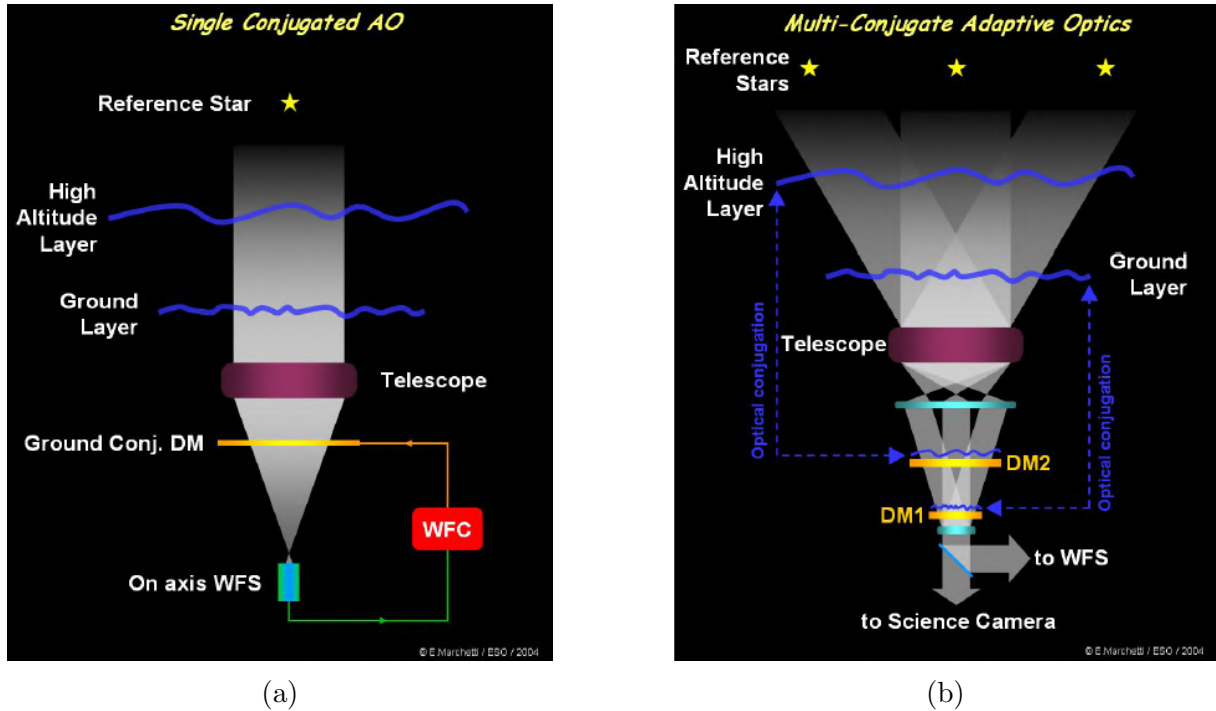 Single Conjugated AO
Reference Star
High
Altitude
Layer
Ground
Layer
Telescope
Ground Conj. DM
WFC
On axis WFS
© E.Marchetti / ESO / 2004
(a)
Multi-Conjugate Adaptive Optics
Reference
Stars
High
Altitude
Layer
Ground
Layer
Optical conjugation
Telescope
Optical conjugation
DM2
DM1
to WFS
to Science Camera
© E.Marchetti / ESO / 2004
(b)